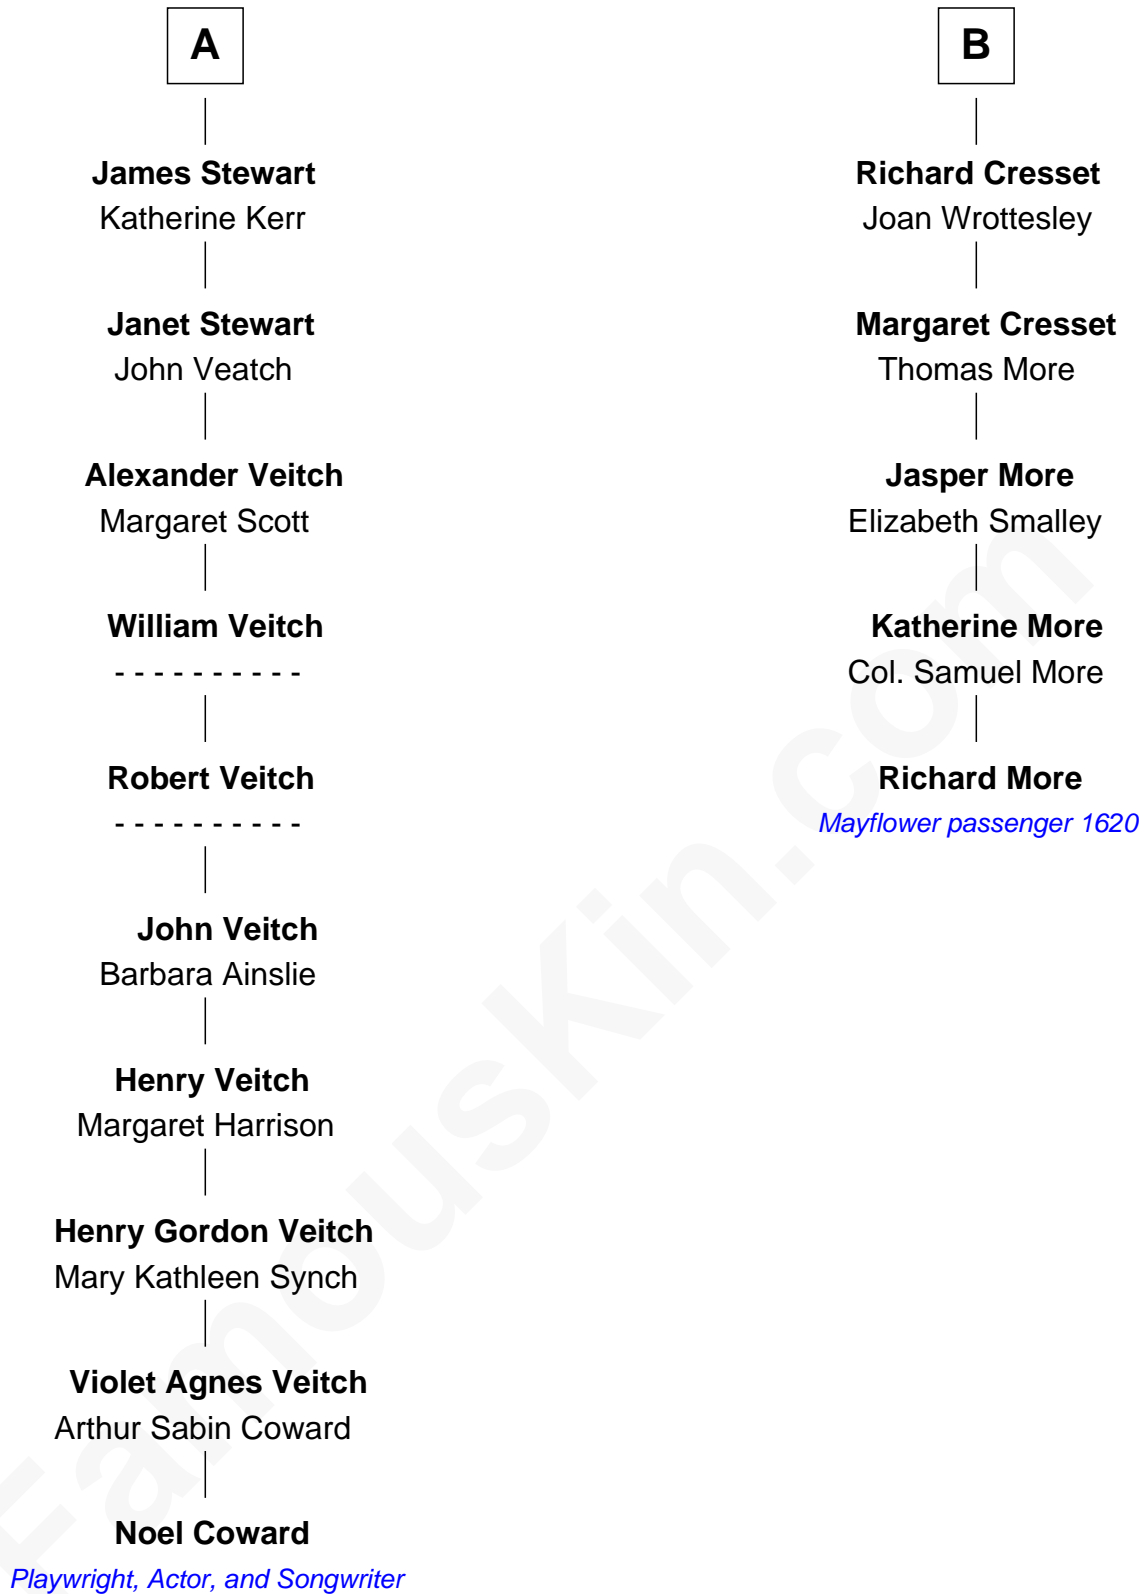 A
James Stewart
Katherine Kerr
Janet Stewart
John Veatch
Alexander Veitch
Margaret Scott
William Veitch
- - - - - - - - - -
Robert Veitch
- - - - - - - - - -
John Veitch
Barbara Ainslie
Henry Veitch
Margaret Harrison
Henry Gordon Veitch
Mary Kathleen Synch
Violet Agnes Veitch
Arthur Sabin Coward
Noel Coward
Playwright, Actor, and Songwriter
B
Richard Cresset
Joan Wrottesley
Margaret Cresset
Thomas More
Jasper More
Elizabeth Smalley
Katherine More
Col. Samuel More
Richard More
Mayflower passenger 1620
FamousKin.com